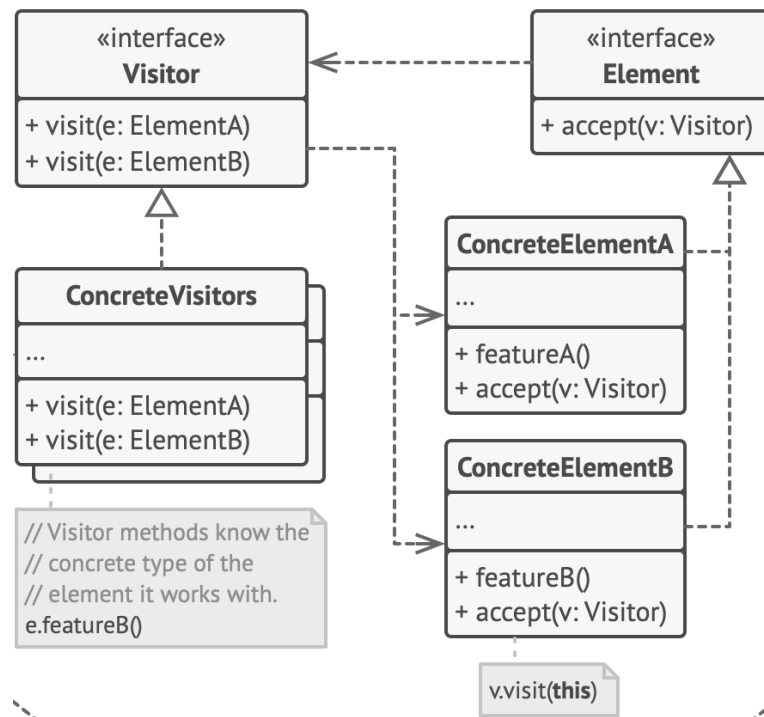 «interface»
Visitor
+ visit(e: ElementA)
+ visit(e: ElementB)
«interface»
Element
+ accept(v: Visitor)
ConcreteVisitors
...
+ visit(e: ElementA)
+ visit(e: ElementB)
// Visitor methods know the
// concrete type of the
// element it works with.
e.featureB()
ConcreteElementA
...
+ featureA()
+ accept(v: Visitor)
ConcreteElementB
...
+ featureB()
+ accept(v: Visitor)
v.visit(this)